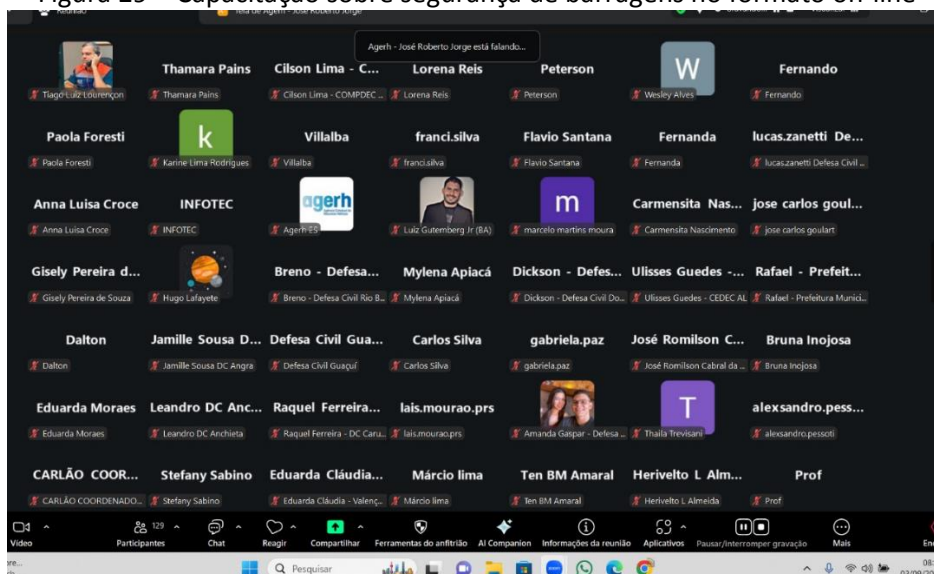 Figura 29 – Capacitação sobre segurança de barragens no formato on-line
Reunião
Tela de Agerh - José Roberto Jorge
Agerh - José Roberto Jorge está falando...
Thamara Pains Cilson Lima - C... Lorena Reis Peterson W Fernando
Tiago Luiz Lourençon Thamara Pains Cilson Lima - COMPDEC ... Lorena Reis Peterson Wesley Alves Fernando
Paola Foresti k Villalba franci.silva Flavio Santana Fernanda lucas.zanetti De...
Paola Foresti Karine Lima Rodrigues Villalba franci.silva Flavio Santana Fernanda lucas.zanetti Defesa Civil ...
Anna Luisa Croce INFOTEC agerh m Carmensita Nas... jose carlos goul...
Anna Luisa Croce INFOTEC Agerh ES Luiz Gutemberg Jr (BA) marcelo martins moura Carmensita Nascimento jose carlos goulart
Gisely Pereira d... Breno - Defesa... Mylena Apiacá Dickson - Defes... Ulisses Guedes -... Rafael - Prefeit...
Gisely Pereira de Souza Hugo Lafayete Breno - Defesa Civil Rio B... Mylena Apiacá Dickson - Defesa Civil Do... Ulisses Guedes - CEDEC AL Rafael - Prefeitura Munici...
Dalton Jamille Sousa D... Defesa Civil Gua... Carlos Silva gabriela.paz José Romilson C... Bruna Inojosa
Dalton Jamille Sousa DC Angra Defesa Civil Guaçuí Carlos Silva gabriela.paz José Romilson Cabral da ... Bruna Inojosa
Eduarda Moraes Leandro DC Anc... Raquel Ferreira... lais.mourao.prs T alexsandro.pess...
Eduarda Moraes Leandro DC Anchieta Raquel Ferreira - DC Caru... lais.mourao.prs Amanda Gaspar - Defesa ... Thaila Trevisani alexsandro.pessoti
CARLÃO COOR... Stefany Sabino Eduarda Cláudia... Márcio lima Ten BM Amaral Herivelto L Alm... Prof
CARLÃO COORDENADO... Stefany Sabino Eduarda Cláudia - Valenç... Márcio lima Ten BM Amaral Herivelto L Almeida Prof
129
Vídeo Participantes Chat Reagir Compartilhar Ferramentas do anfitrião AI Companion Informações da reunião Aplicativos Pausar/interromper gravação Mais
Pesquisar